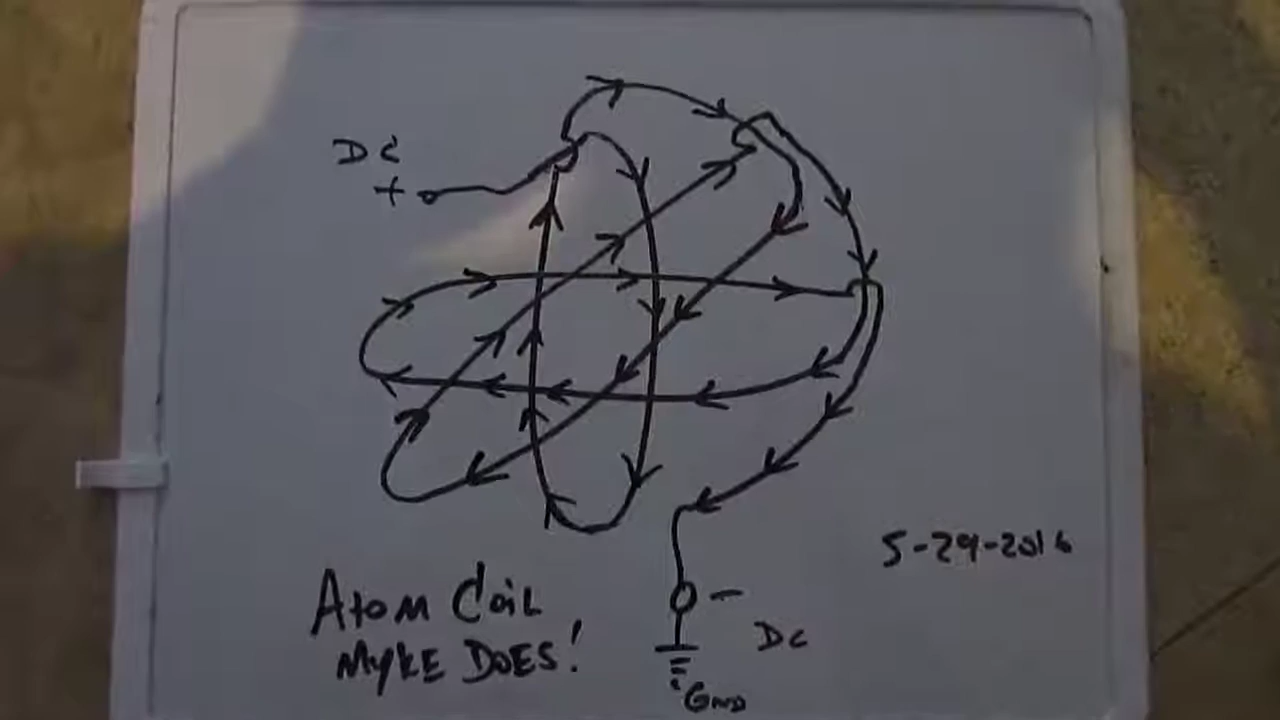 DC
+
5-29-2016
Atom Coil
Myke Does!
-
DC
GND